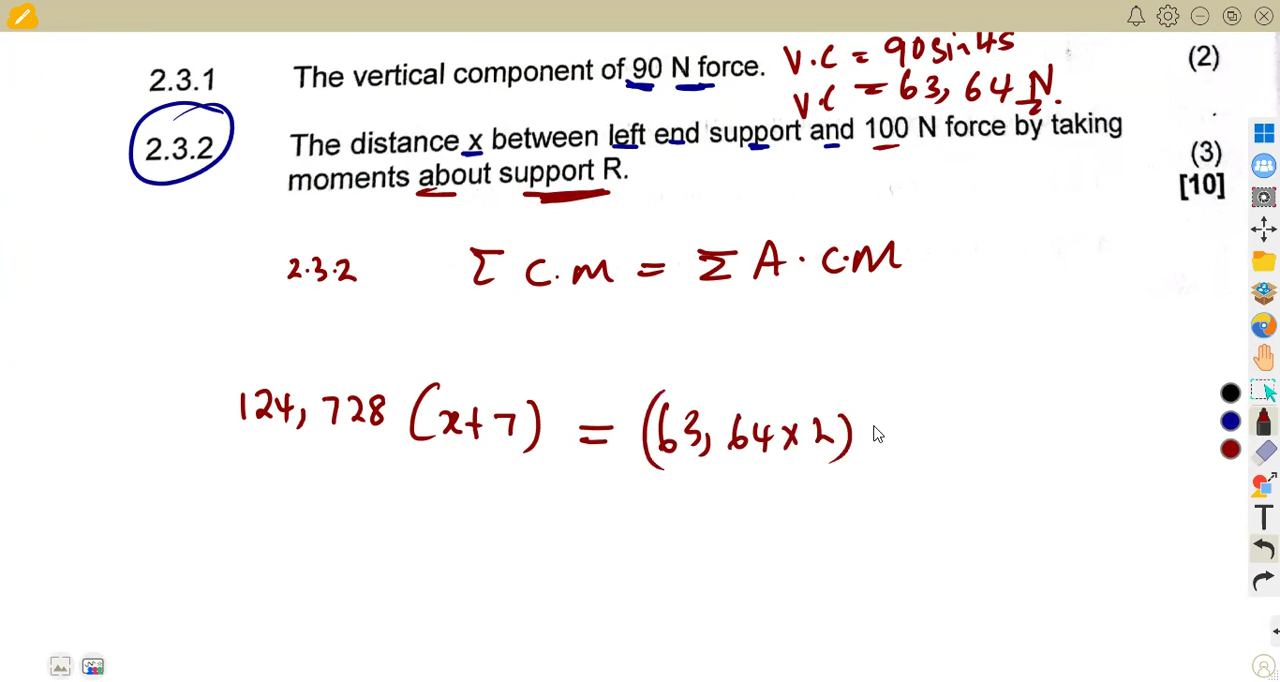 V.C = 90 sin 45
2.3.1 The vertical component of 90 N force. (2)
V.C = 63,64 N
2.3.2 The distance x between left end support and 100 N force by taking
moments about support R. (3)
[10]
2.3.2 Σ C.M = Σ A.C.M
124,728 (x+7) = (63,64 x 2)
T